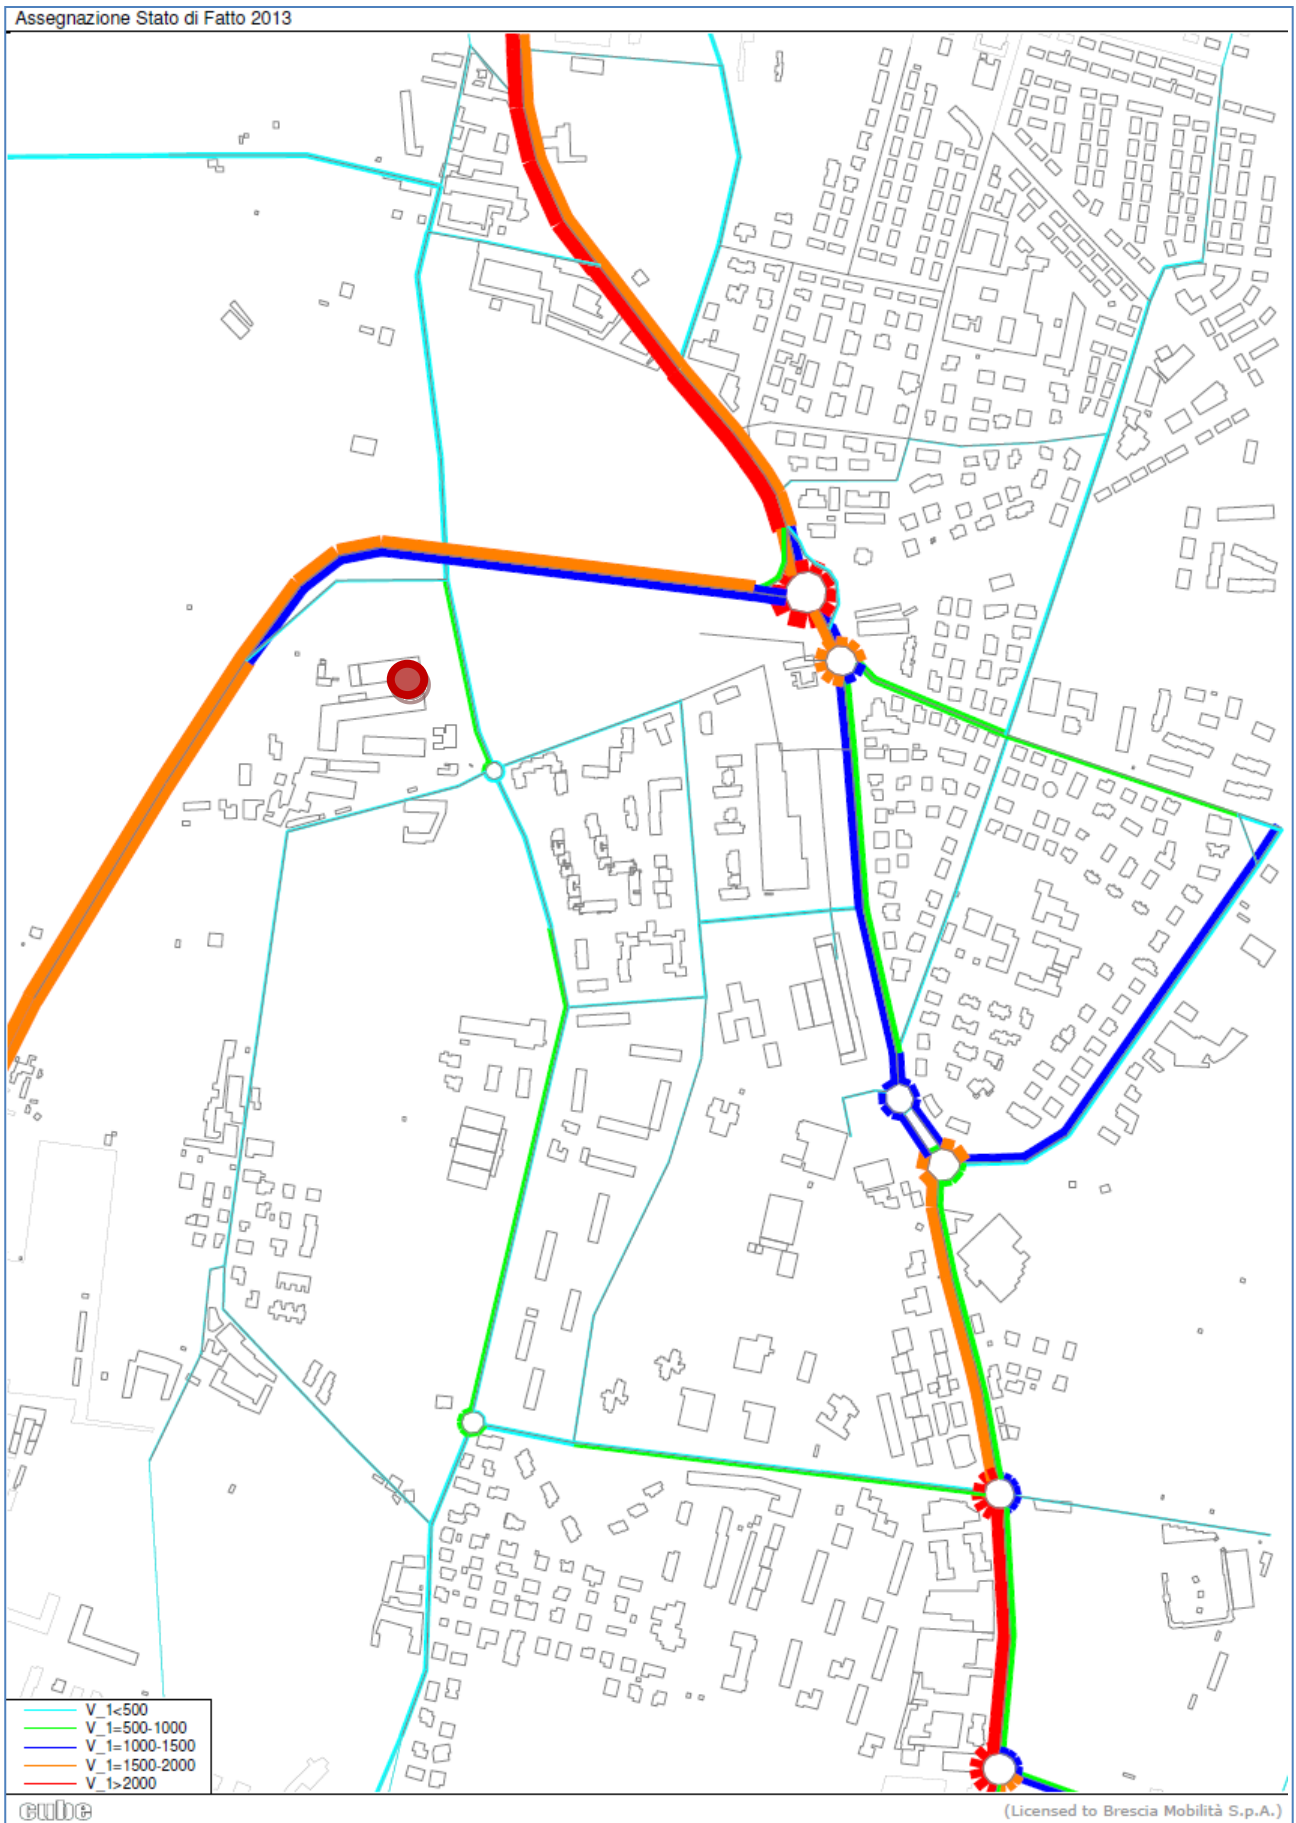 Assegnazione Stato di Fatto 2013
V_1<500
V_1=500-1000
V_1=1000-1500
V_1=1500-2000
V_1>2000
cube
(Licensed to Brescia Mobilità S.p.A.)